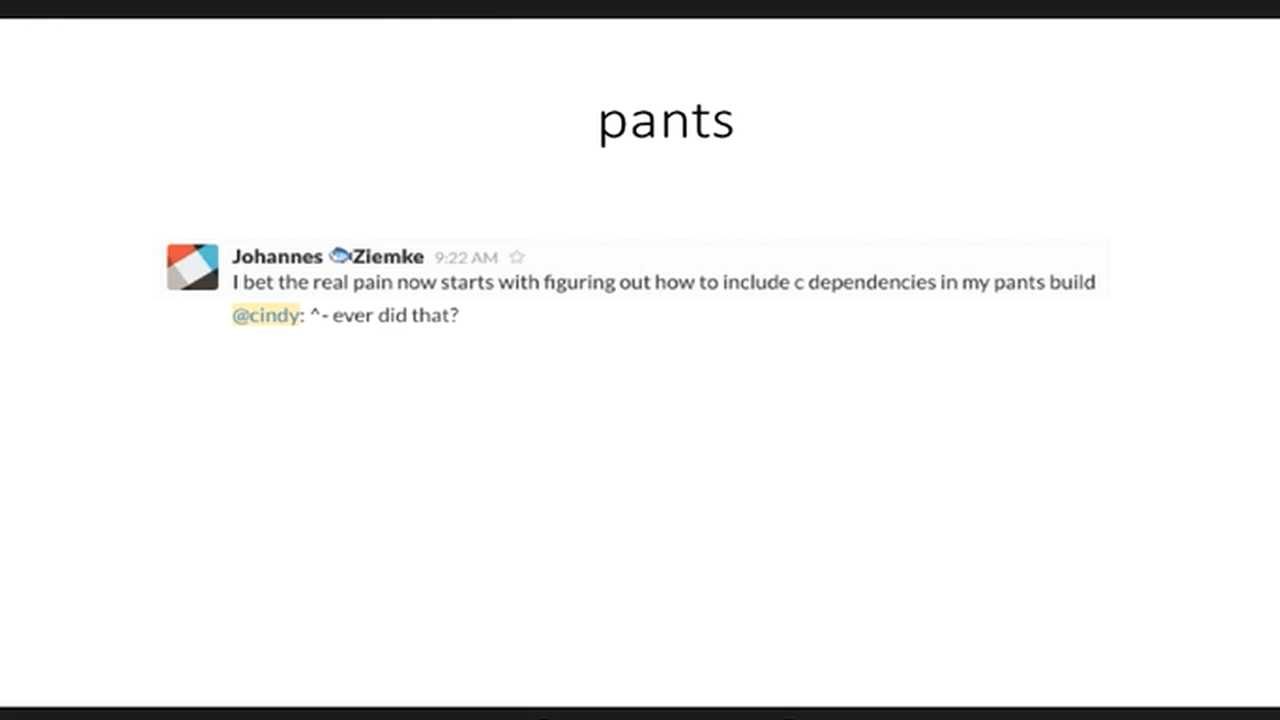 pants
Johannes 🐟Ziemke 9:22 AM
I bet the real pain now starts with figuring out how to include c dependencies in my pants build
@cindy: ^- ever did that?